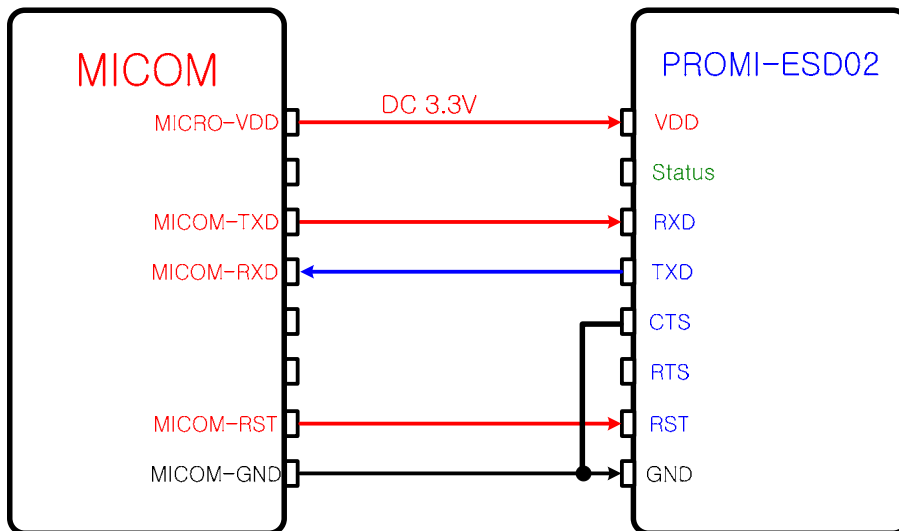 MICOM
PROMI-ESD02
DC 3.3V
MICRO-VDD
VDD
Status
MICOM-TXD
RXD
MICOM-RXD
TXD
CTS
RTS
MICOM-RST
RST
MICOM-GND
GND